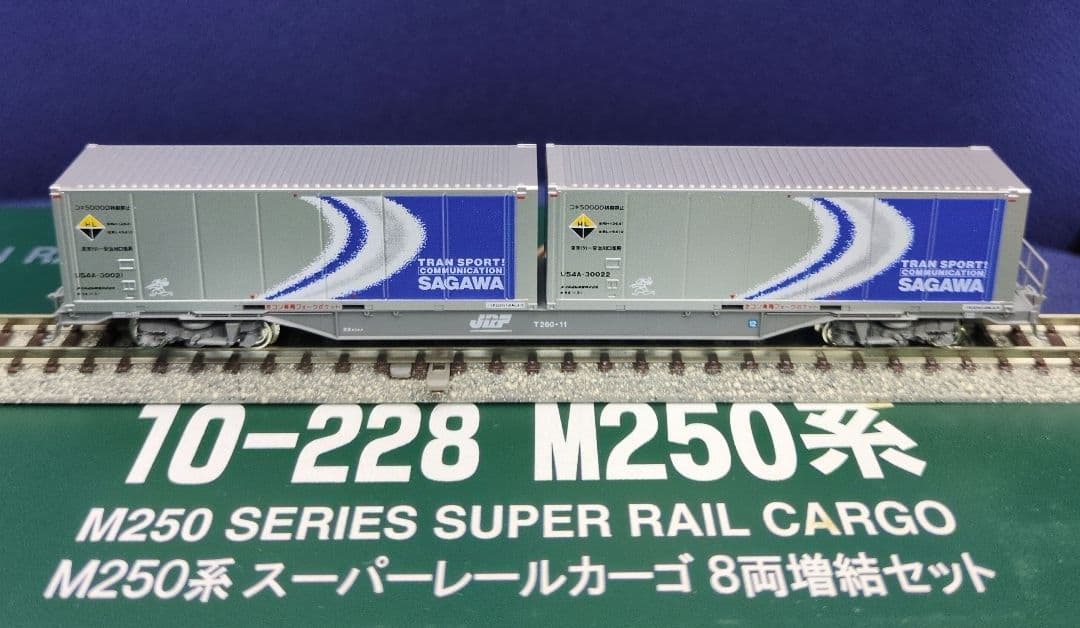 コキ50000積載禁止
HL
U54A-30021
TRAN SPORT!
COMMUNICATION
SAGAWA
コキ50000積載禁止
HL
U54A-30022
TRAN SPORT!
COMMUNICATION
SAGAWA
JRF
T260-11
12
10-228 M250系
M250 SERIES SUPER RAIL CARGO
M250系 スーパーレールカーゴ 8両増結セット